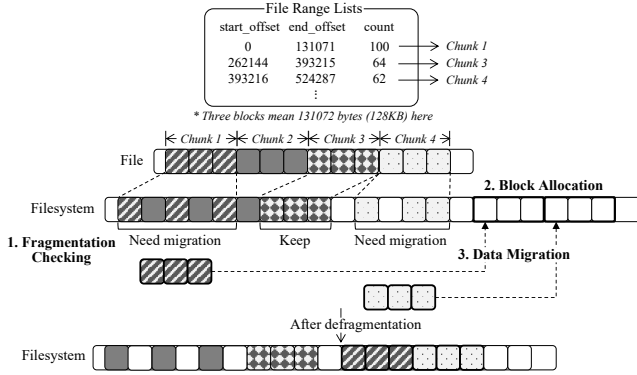 File Range Lists
start_offset end_offset count
0 131071 100 Chunk 1
262144 393215 64 Chunk 3
393216 524287 62 Chunk 4
⋮
* Three blocks mean 131072 bytes (128KB) here
Chunk 1 Chunk 2 Chunk 3 Chunk 4
File
2. Block Allocation
Filesystem
1. Fragmentation
Checking
Need migration Keep Need migration
3. Data Migration
After defragmentation
Filesystem